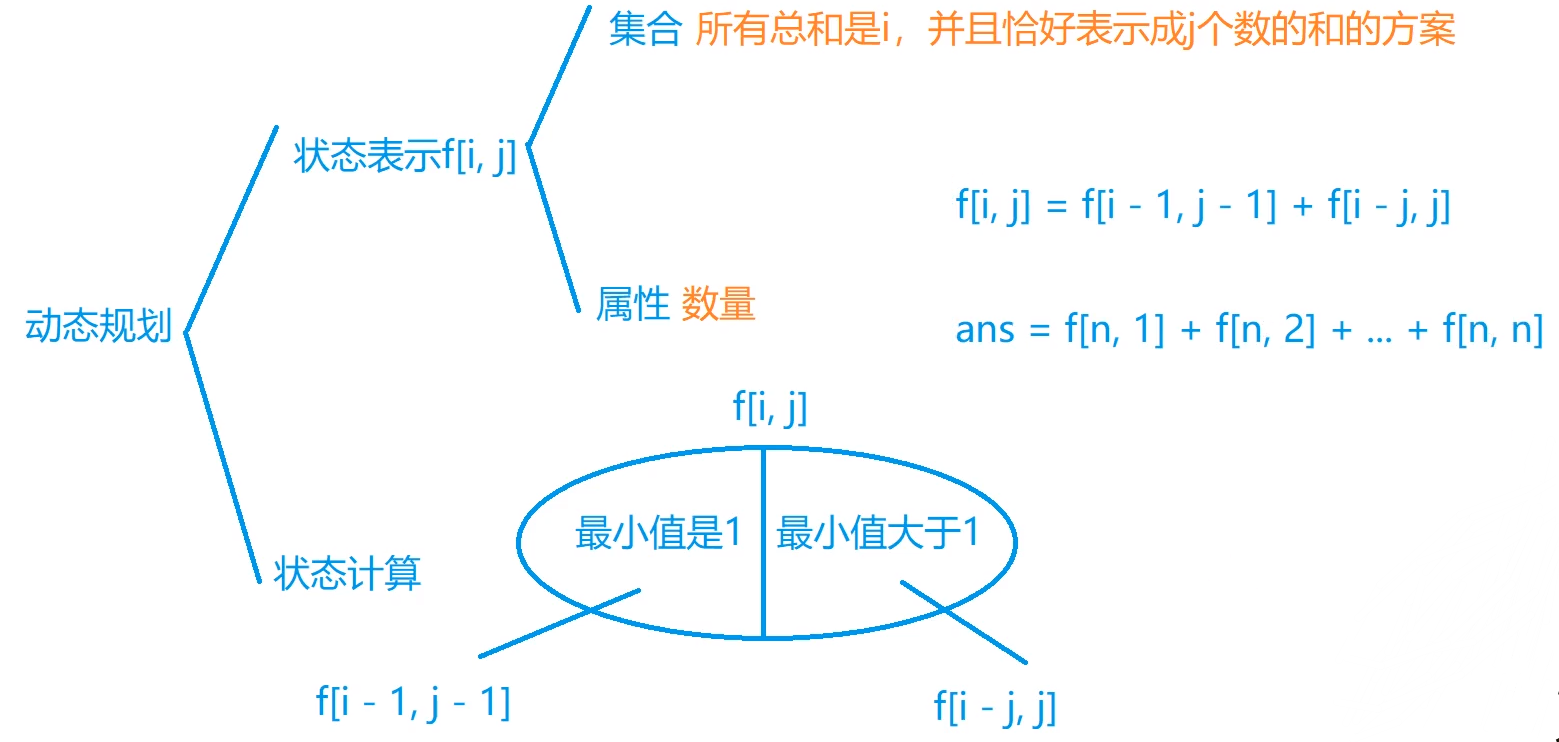 集合 所有总和是i，并且恰好表示成j个数的和的方案
状态表示f[i, j]
f[i, j] = f[i - 1, j - 1] + f[i - j, j]
属性 数量
动态规划
ans = f[n, 1] + f[n, 2] + ... + f[n, n]
f[i, j]
最小值是1
最小值大于1
状态计算
f[i - 1, j - 1]
f[i - j, j]